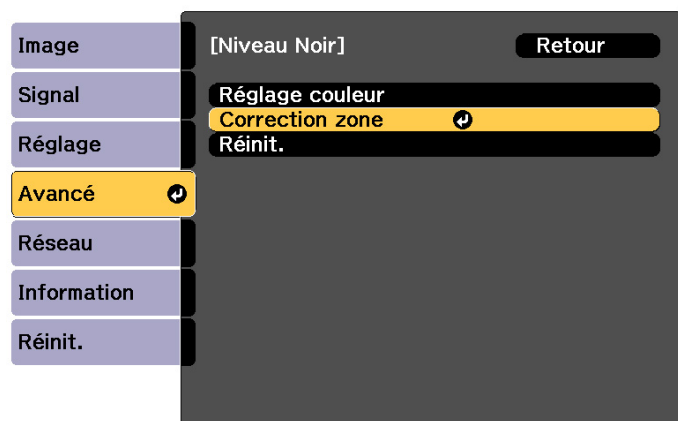 Image
Signal
Réglage
Avancé
Réseau
Information
Réinit.
[Niveau Noir]
Retour
Réglage couleur
Correction zone
Réinit.